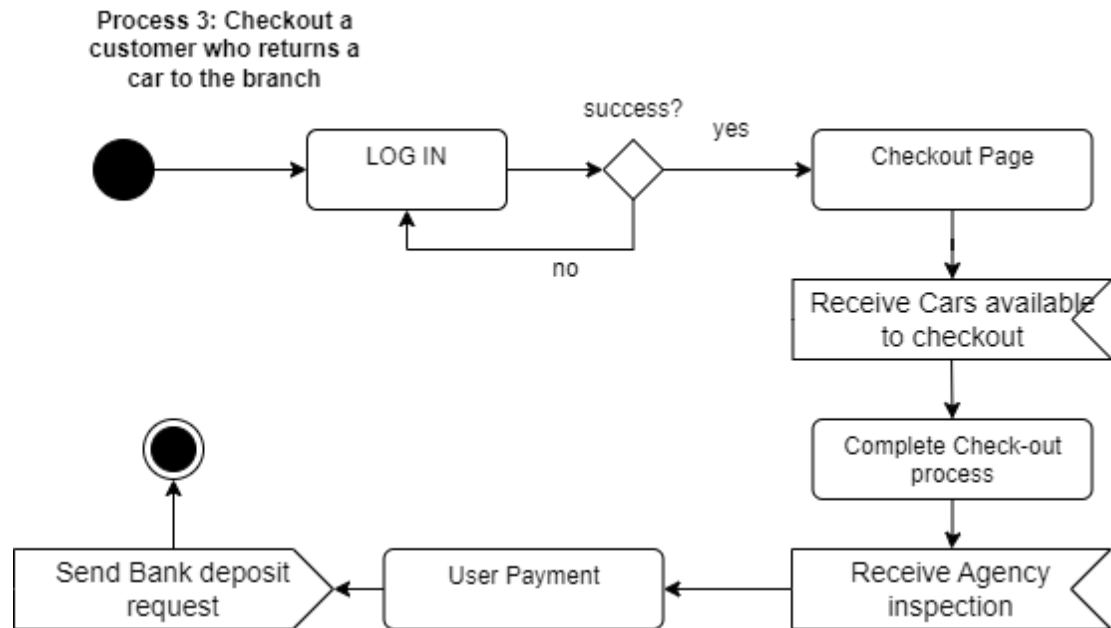 Process 3: Checkout a
customer who returns a
car to the branch
success?
LOG IN
yes
Checkout Page
no
Receive Cars available
to checkout
Complete Check-out
process
Send Bank deposit
request
User Payment
Receive Agency
inspection